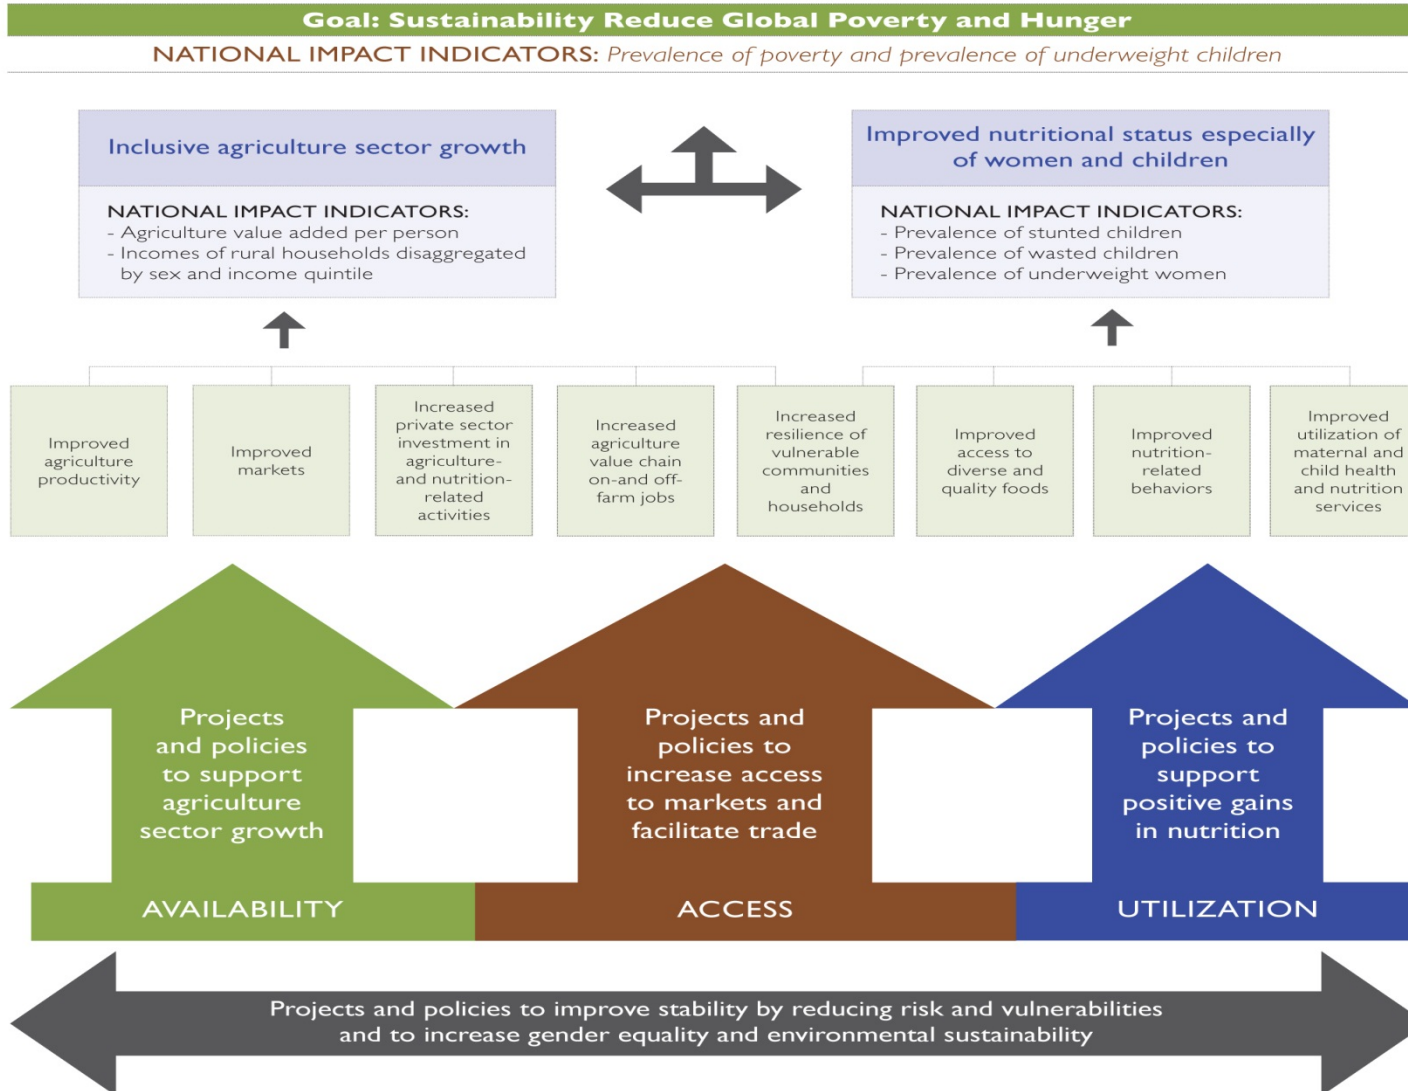 Goal: Sustainability Reduce Global Poverty and Hunger
NATIONAL IMPACT INDICATORS: Prevalence of poverty and prevalence of underweight children
Inclusive agriculture sector growth
NATIONAL IMPACT INDICATORS:
- Agriculture value added per person
- Incomes of rural households disaggregated
by sex and income quintile
Improved nutritional status especially
of women and children
NATIONAL IMPACT INDICATORS:
- Prevalence of stunted children
- Prevalence of wasted children
- Prevalence of underweight women
Improved
agriculture
productivity
Improved
markets
Increased
private sector
investment in
agriculture-
and nutrition-
related
activities
Increased
agriculture
value chain
on-and off-
farm jobs
Increased
resilience of
vulnerable
communities
and
households
Improved
access to
diverse and
quality foods
Improved
nutrition-
related
behaviors
Improved
utilization of
maternal and
child health
and nutrition
services
Projects
and policies
to support
agriculture
sector growth
AVAILABILITY
Projects and
policies to
increase access
to markets and
facilitate trade
ACCESS
Projects and
policies to
support
positive gains
in nutrition
UTILIZATION
Projects and policies to improve stability by reducing risk and vulnerabilities
and to increase gender equality and environmental sustainability